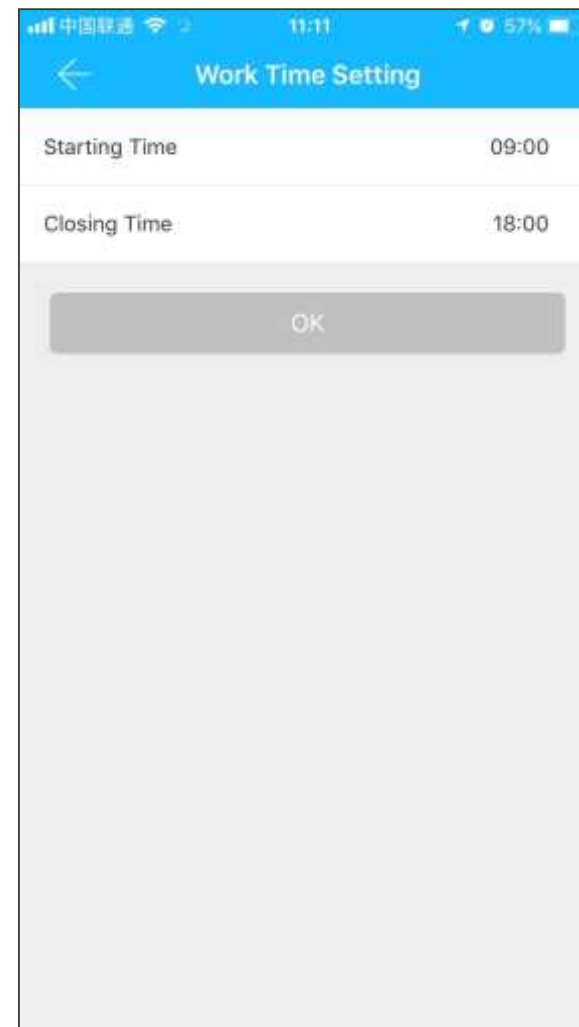 中国联通 11:11 57%
Work Time Setting
Starting Time 09:00
Closing Time 18:00
OK